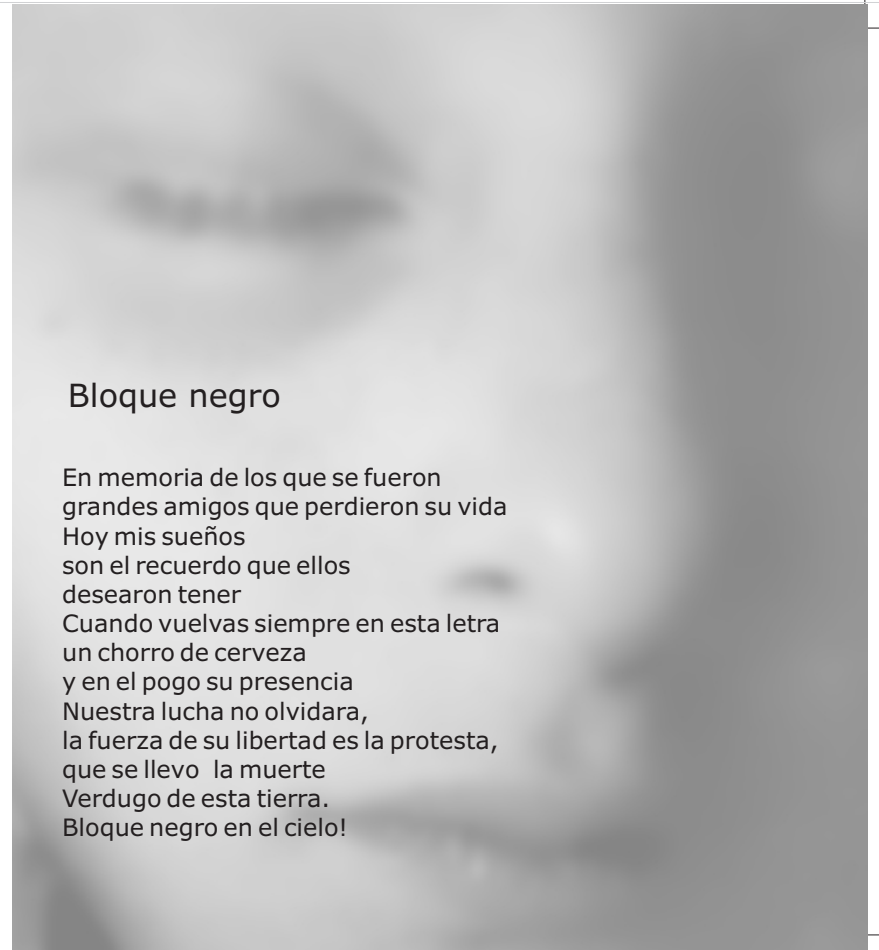 Bloque negro
En memoria de los que se fueron
grandes amigos que perdieron su vida
Hoy mis sueños
son el recuerdo que ellos
desearon tener
Cuando vuelvas siempre en esta letra
un chorro de cerveza
y en el pogo su presencia
Nuestra lucha no olvidara,
la fuerza de su libertad es la protesta,
que se llevo  la muerte
Verdugo de esta tierra.
Bloque negro en el cielo!